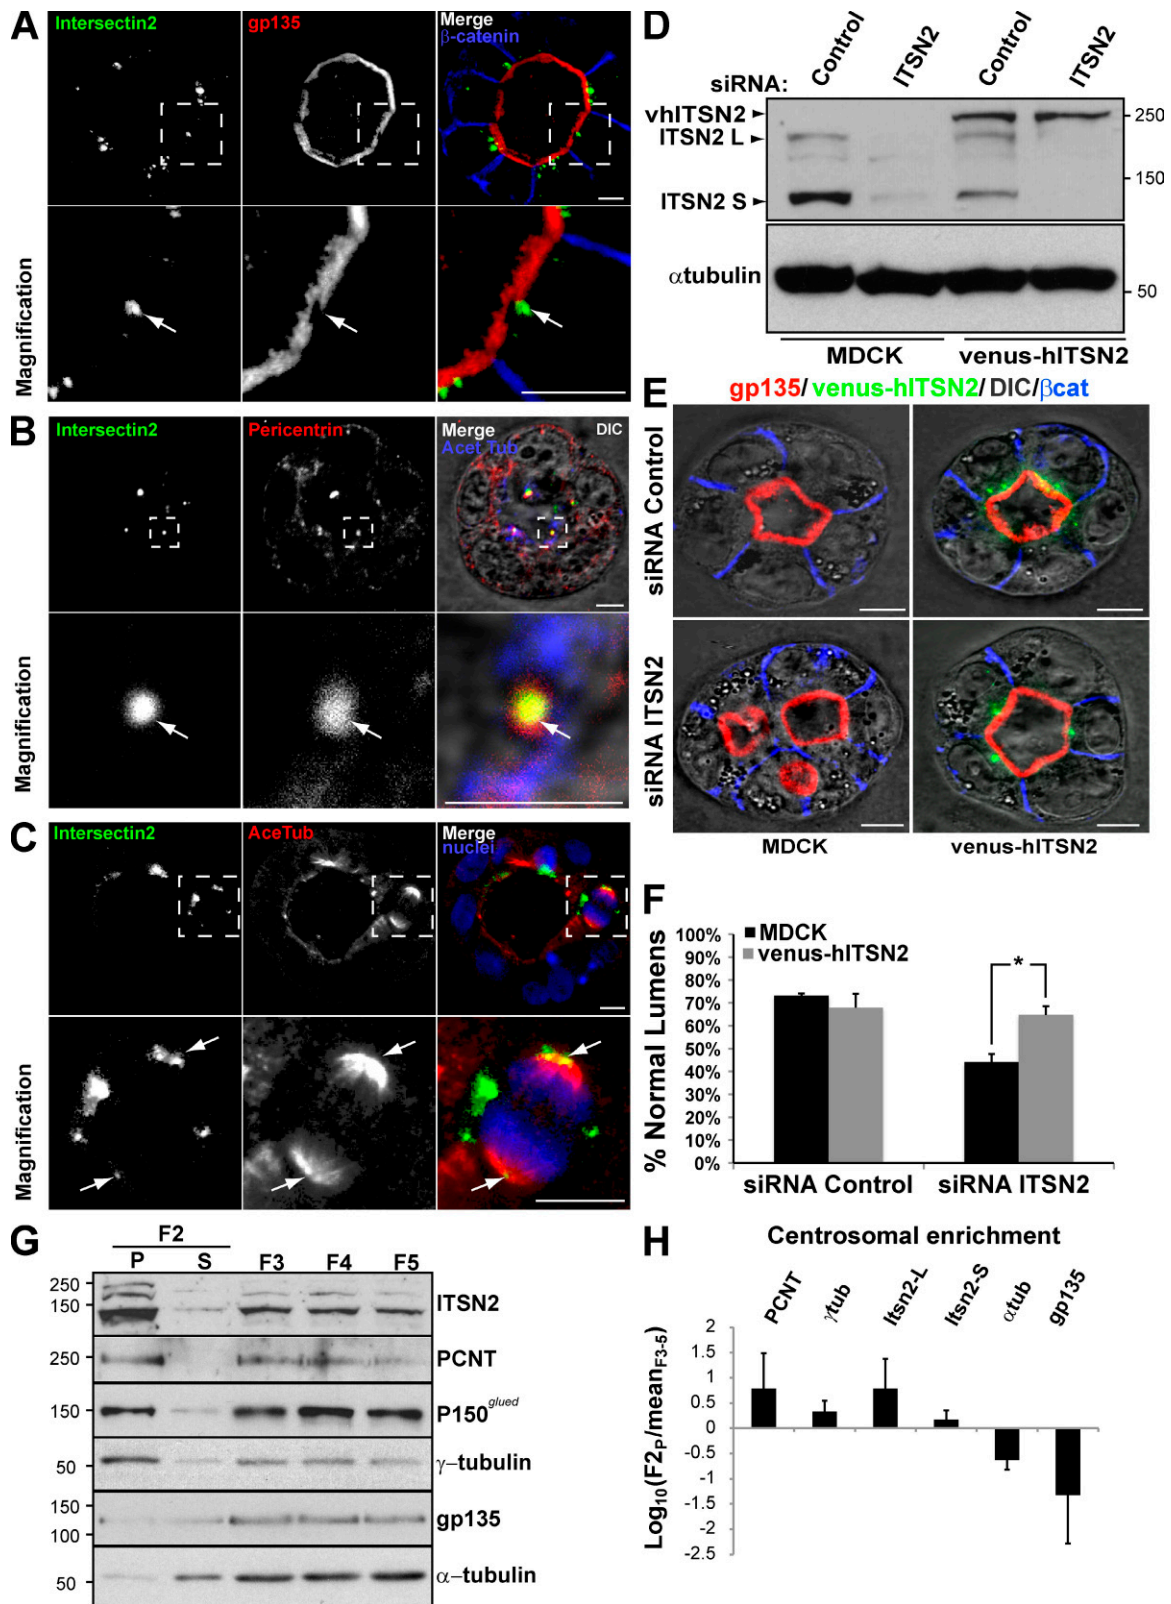 A
Intersectin2
gp135
Merge
β-catenin
Magnification
B
Intersectin2
Pericentrin
Merge
DIC
Acet Tub
Magnification
C
Intersectin2
AceTub
Merge
nuclei
Magnification
D
siRNA:
Control
ITSN2
Control
ITSN2
vhITSN2
ITSN2 L
ITSN2 S
250
150
αtubulin
50
MDCK
venus-hITSN2
E
gp135/venus-hITSN2/DIC/βcat
siRNA Control
siRNA ITSN2
MDCK
venus-hITSN2
F
% Normal Lumens
100%
90%
80%
70%
60%
50%
40%
30%
20%
10%
0%
MDCK
venus-hITSN2
*
siRNA Control
siRNA ITSN2
G
F2
P
S
F3
F4
F5
250
150
ITSN2
250
PCNT
150
P150glued
50
γ-tubulin
150
100
gp135
50
α-tubulin
H
Centrosomal enrichment
PCNT
γtub
Itsn2-L
Itsn2-S
αtub
gp135
Log10(F2P/meanF3-5)
2
1.5
1
0.5
0
-0.5
-1
-1.5
-2
-2.5